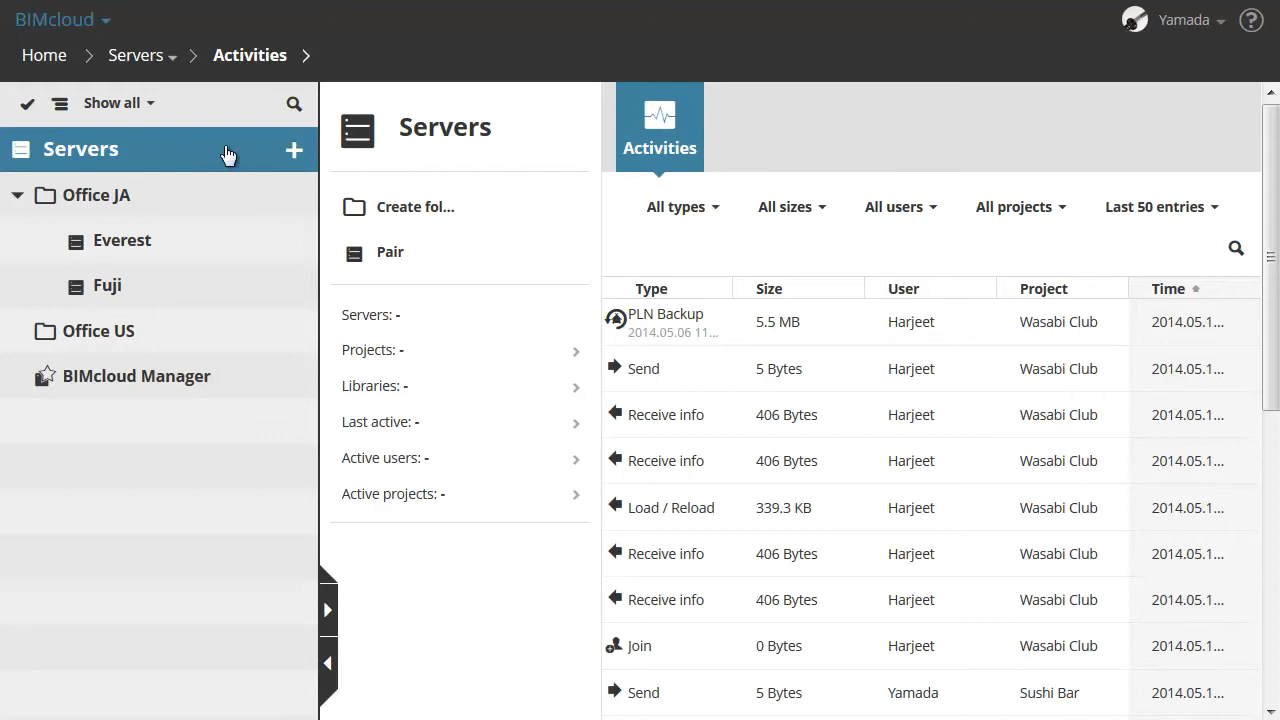 BIMcloud
Yamada
?
Home Servers Activities
Show all
Servers
Office JA
Everest
Fuji
Office US
BIMcloud Manager
Servers
Create fol...
Pair
Servers: -
Projects: -
Libraries: -
Last active: -
Active users: -
Active projects: -
Activities
All types All sizes All users All projects Last 50 entries
Type Size User Project Time
PLN Backup 5.5 MB Harjeet Wasabi Club 2014.05.1...
2014.05.06 11...
Send 5 Bytes Harjeet Wasabi Club 2014.05.1...
Receive info 406 Bytes Harjeet Wasabi Club 2014.05.1...
Receive info 406 Bytes Harjeet Wasabi Club 2014.05.1...
Load / Reload 339.3 KB Harjeet Wasabi Club 2014.05.1...
Receive info 406 Bytes Harjeet Wasabi Club 2014.05.1...
Receive info 406 Bytes Harjeet Wasabi Club 2014.05.1...
Join 0 Bytes Harjeet Wasabi Club 2014.05.1...
Send 5 Bytes Yamada Sushi Bar 2014.05.1...